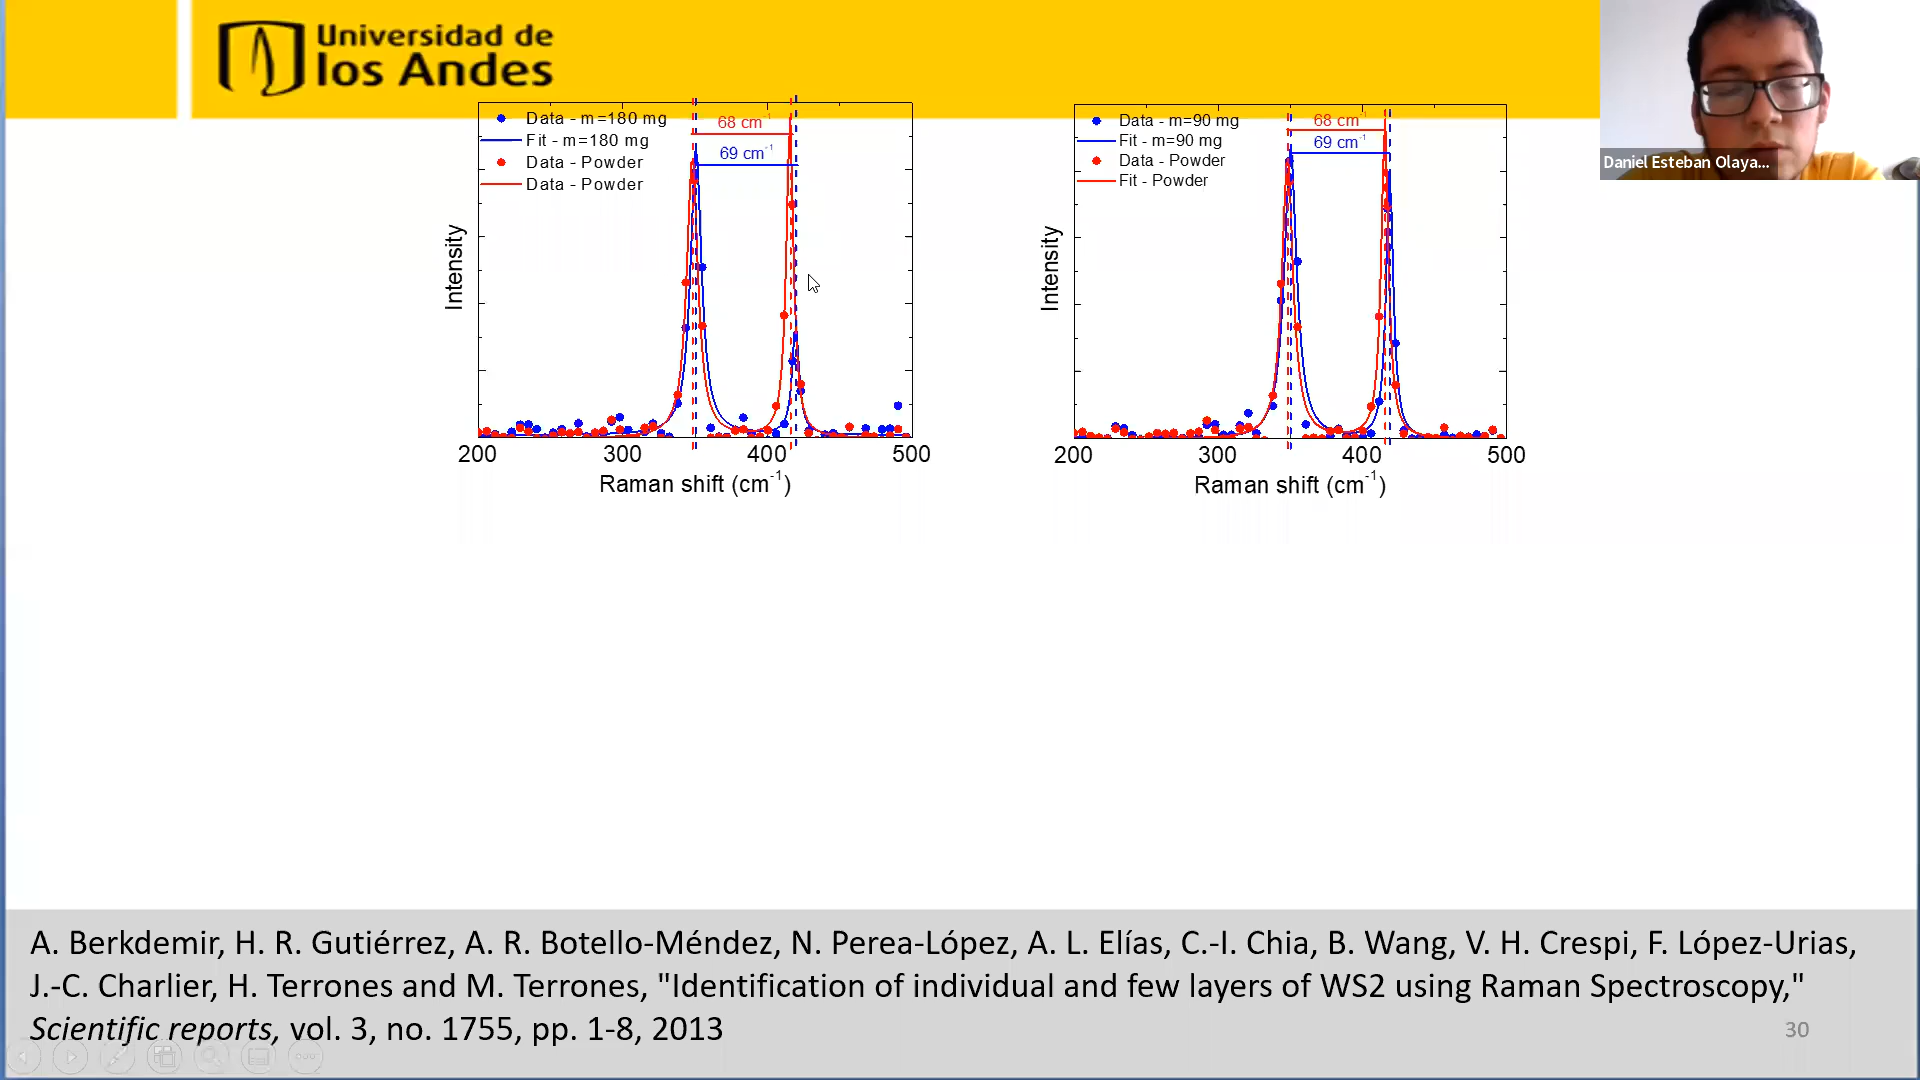 Universidad de
los Andes
Data - m=180 mg
Fit - m=180 mg
Data - Powder
Data - Powder
68 cm-1
69 cm-1
Intensity
200 300 400 500
Raman shift (cm-1)
Data - m=90 mg
Fit - m=90 mg
Data - Powder
Fit - Powder
68 cm-1
69 cm-1
Intensity
200 300 400 500
Raman shift (cm-1)
Daniel Esteban Olaya...
A. Berkdemir, H. R. Gutiérrez, A. R. Botello-Méndez, N. Perea-López, A. L. Elías, C.-I. Chia, B. Wang, V. H. Crespi, F. López-Urias,
J.-C. Charlier, H. Terrones and M. Terrones, "Identification of individual and few layers of WS2 using Raman Spectroscopy,"
Scientific reports, vol. 3, no. 1755, pp. 1-8, 2013
30